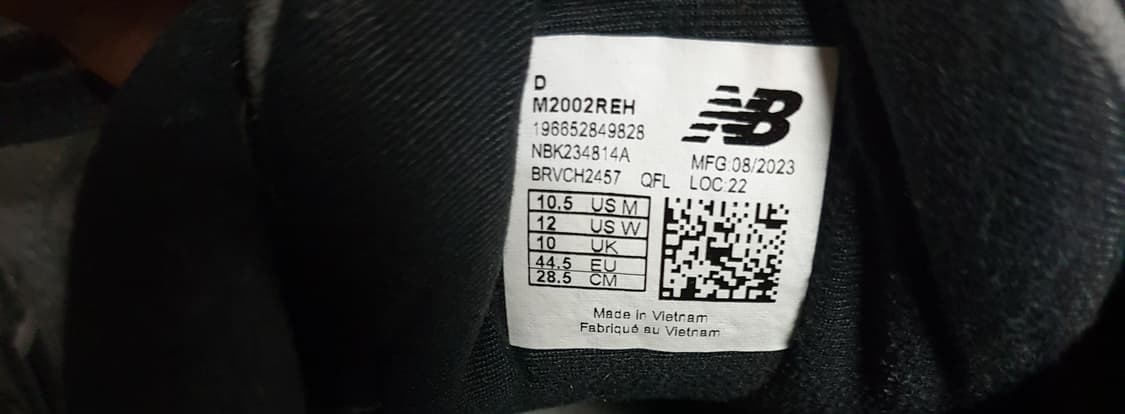 D
M2002REH
196652849828
NBK234814A
BRVCH2457 QFL
NB
MFG:08/2023
LOC:22
10.5 US M
12 US W
10 UK
44.5 EU
28.5 CM
Made in Vietnam
Fabriqué au Vietnam